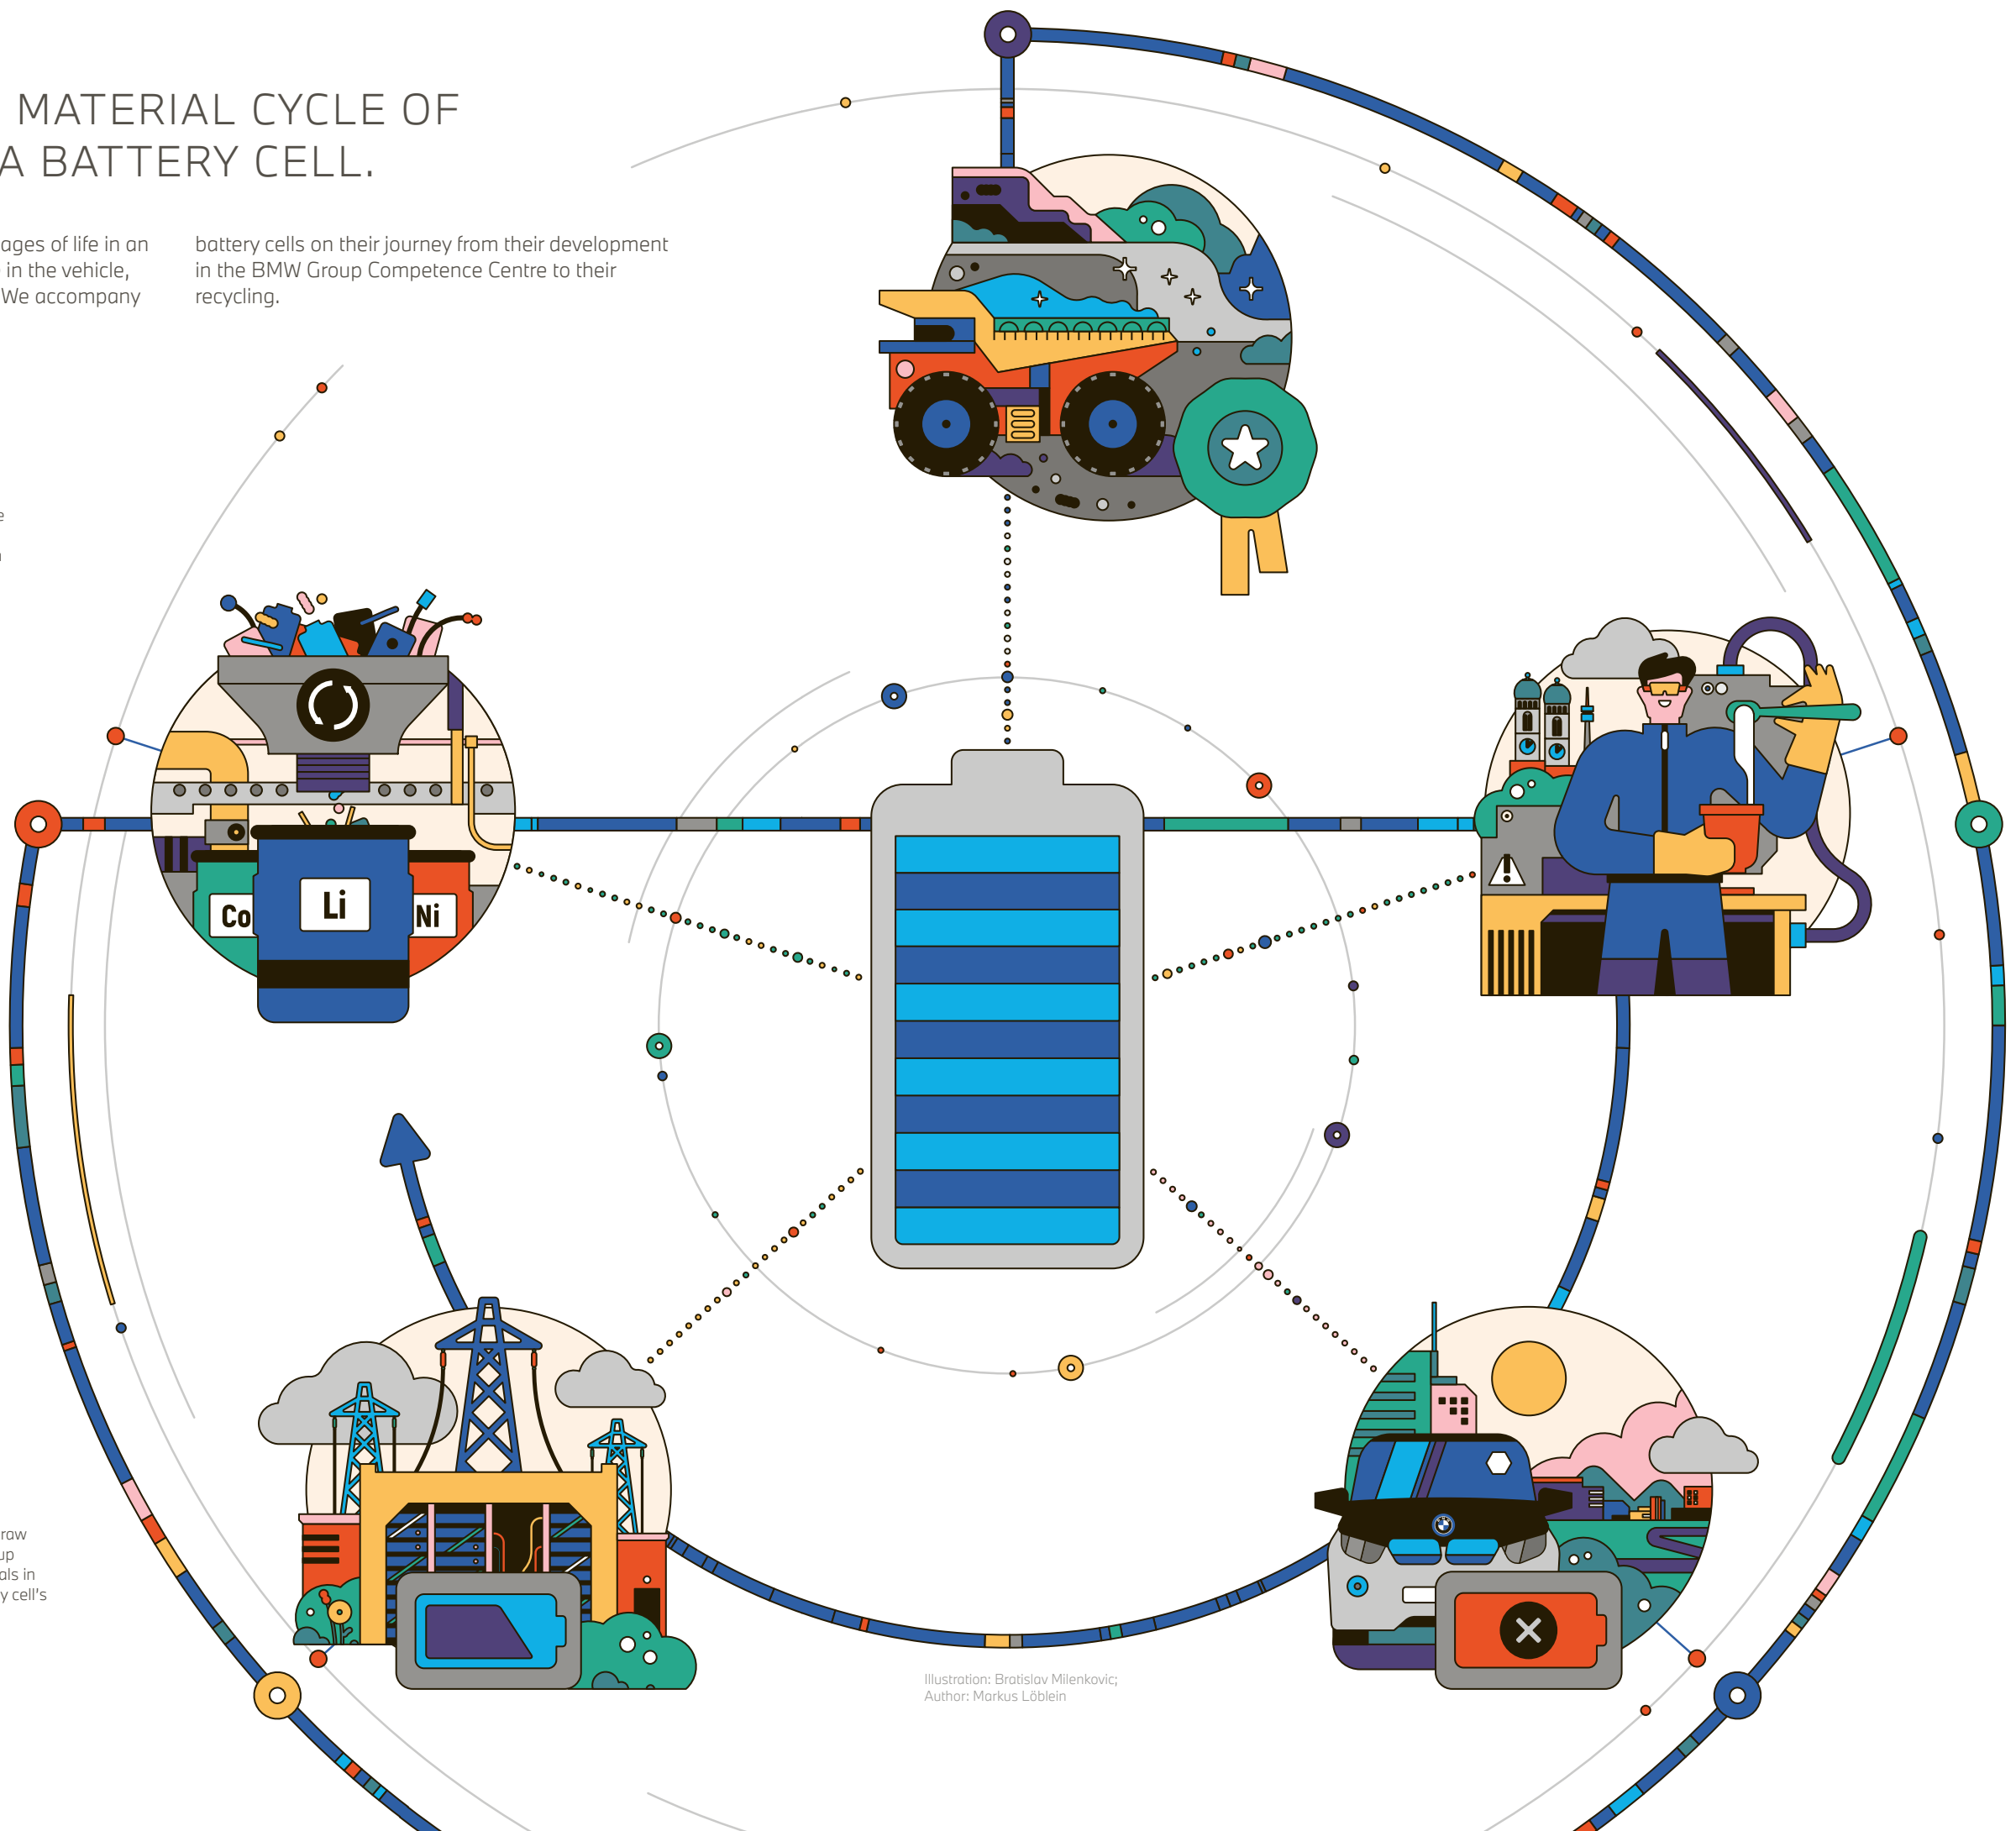 MATERIAL CYCLE OF
A BATTERY CELL.
ages of life in an
in the vehicle,
We accompany
battery cells on their journey from their development
in the BMW Group Competence Centre to their
recycling.
Co
Li
Ni
raw
up
als in
y cell's
Illustration: Bratislav Milenkovic;
Author: Markus Löblein